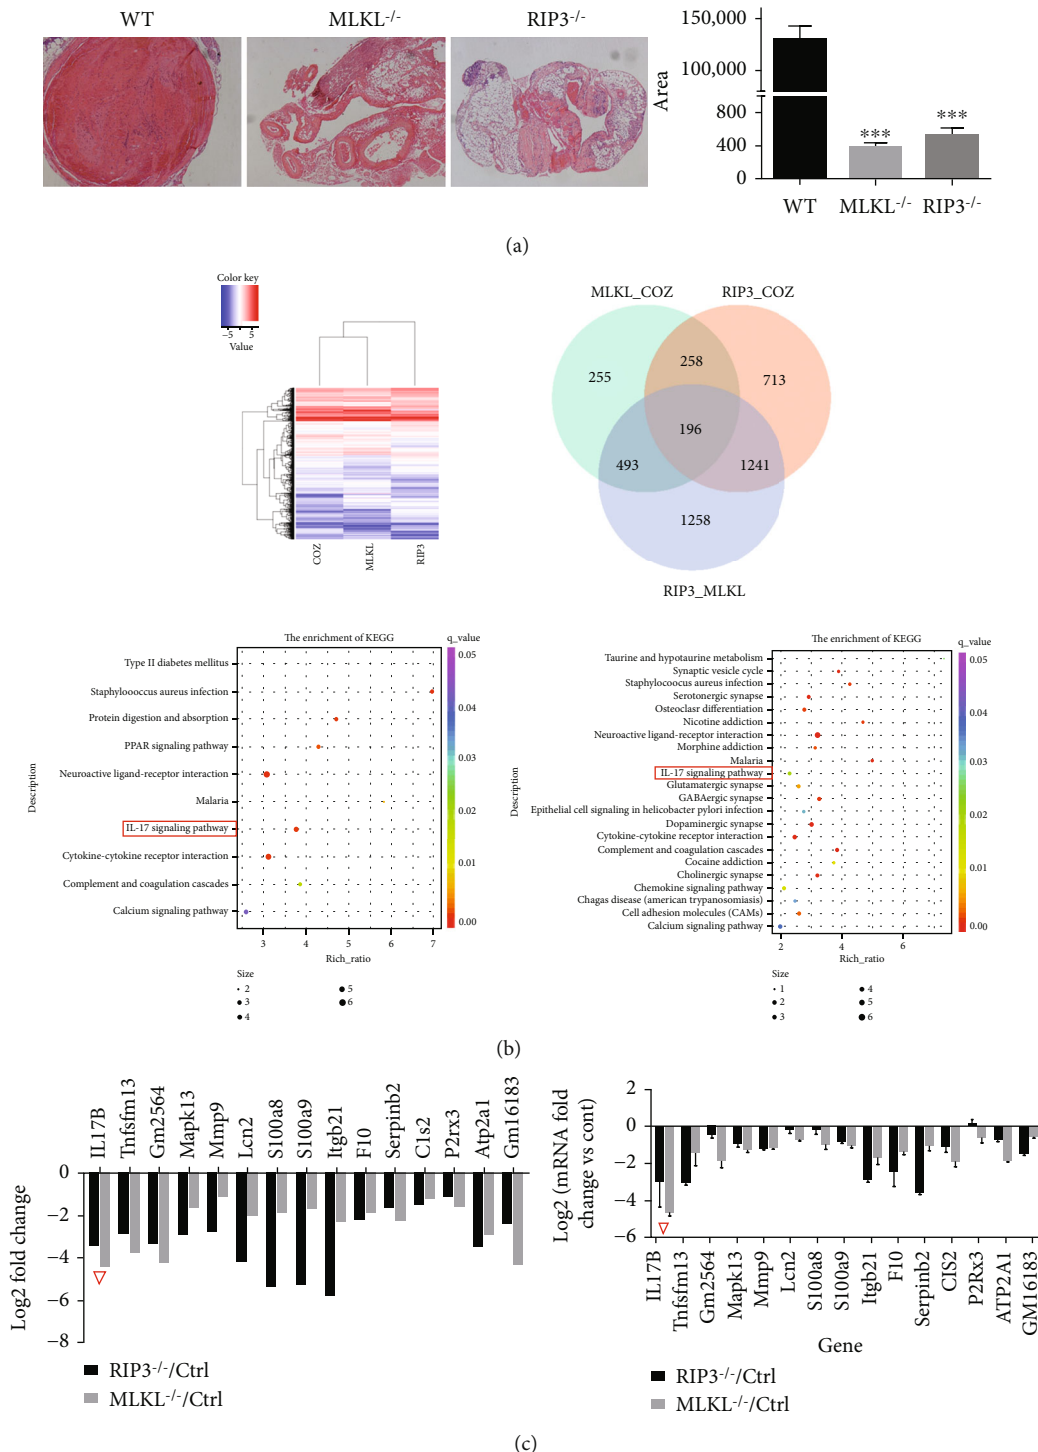 WT MLKL-/- RIP3-/-
Area
150,000
100,000
800
400
0
***
***
WT MLKL-/- RIP3-/-
(a)
Color key
−5 5
Value
COZ
MLKL
RIP3
MLKL_COZ RIP3_COZ
255
258
713
196
493
1241
1258
RIP3_MLKL
The enrichment of KEGG
Description
Type II diabetes mellitus
Staphyloooccus aureus infection
Protein digestion and absorption
PPAR signaling pathway
Neuroactive ligand-receptor interaction
Malaria
IL-17 signaling pathway
Cytokine-cytokine receptor interaction
Complement and coagulation cascades
Calcium signaling pathway
3 4 5 6 7
Rich_ratio
q_value
0.05
0.04
0.03
0.02
0.01
0.00
Size
2
3
4
5
6
The enrichment of KEGG
Description
Taurine and hypotaurine metabolism
Synaptic vesicle cycle
Staphylocoocus aureus infection
Serotonergic synapse
Osteoclasr differentiation
Nicotine addiction
Neuroactive ligand-receptor interaction
Morphine addiction
Malaria
IL-17 signaling pathway
Glutamatergic synapse
GABAergic synapse
Epithelial cell signaling in helicobacter pylori infection
Dopaminergic synapse
Cytokine-cytokine receptor interaction
Complement and coagulation cascades
Cocaine addiction
Cholinergic synapse
Chemokine signaling pathway
Chagas disease (american trypanosomiasis)
Cell adhesion molecules (CAMs)
Calcium signaling pathway
2 4 6
Rich_ratio
q_value
0.05
0.04
0.03
0.02
0.01
0.00
Size
1
2
3
4
5
6
(b)
IL17B
Tnfsfm13
Gm2564
Mapk13
Mmp9
Lcn2
S100a8
S100a9
Itgb21
F10
Serpinb2
C1s2
P2rx3
Atp2a1
Gm16183
Log2 fold change
0
−2
−4
−6
−8
RIP3-/-/Ctrl
MLKL-/-/Ctrl
Log2 (mRNA fold
change vs cont)
2
0
−2
−4
−6
IL17B
Tnfsfm13
Gm2564
Mapk13
Mmp9
Lcn2
S100a8
S100a9
Itgb21
F10
Serpinb2
CIS2
P2Rx3
ATP2A1
GM16183
Gene
RIP3-/-/Ctrl
MLKL-/-/Ctrl
(c)